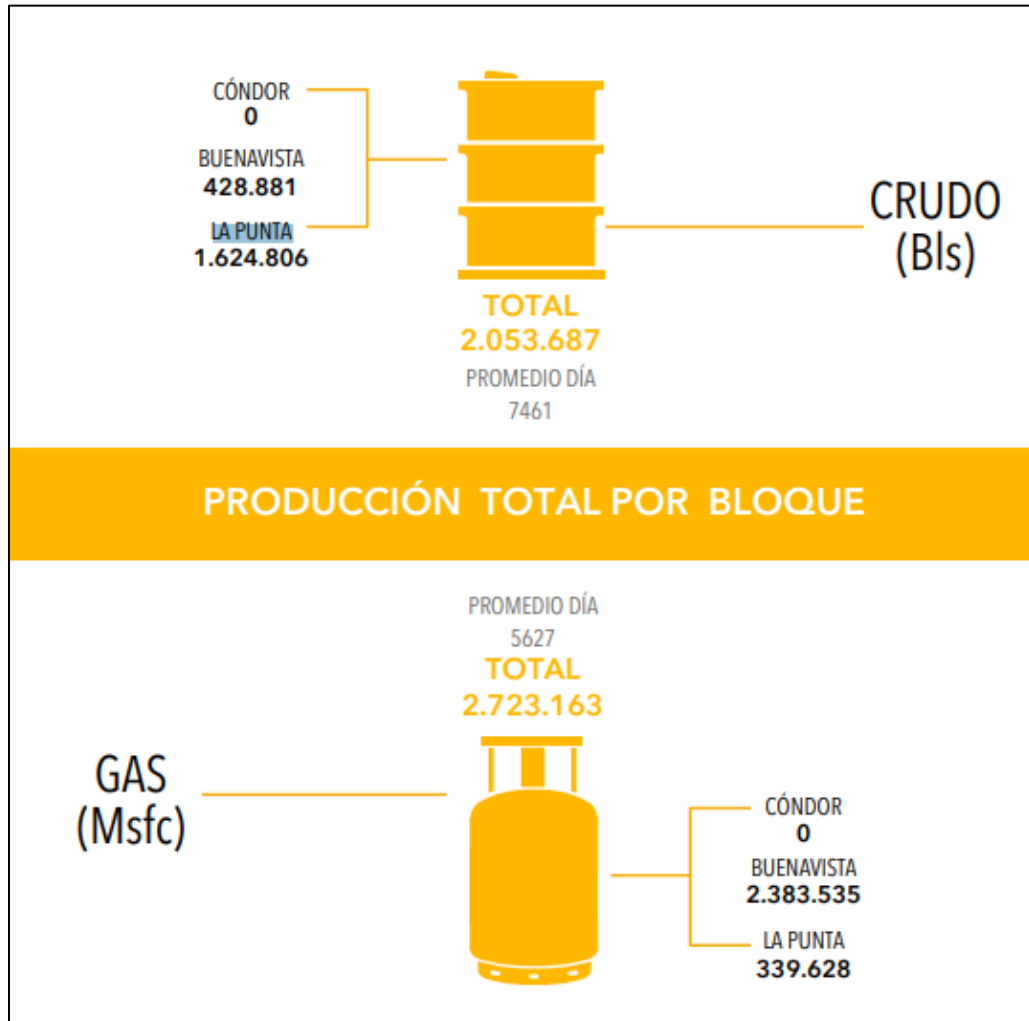 CÓNDOR
0
BUENAVISTA
428.881
LA PUNTA
1.624.806
TOTAL
2.053.687
PROMEDIO DÍA
7461
CRUDO
(Bls)
PRODUCCIÓN TOTAL POR BLOQUE
PROMEDIO DÍA
5627
TOTAL
2.723.163
GAS
(Msfc)
CÓNDOR
0
BUENAVISTA
2.383.535
LA PUNTA
339.628